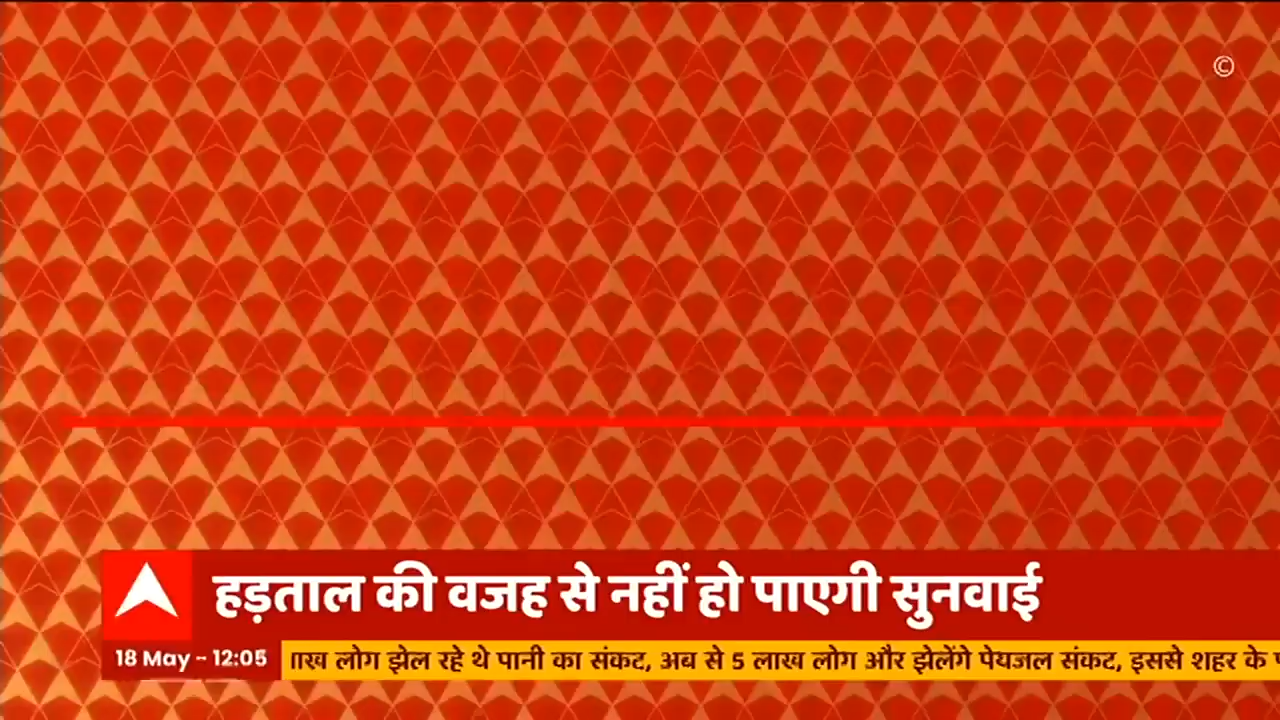 ©
हड़ताल की वजह से नहीं हो पाएगी सुनवाई
18 May - 12:05
लोग झेल रहे थे पानी का संकट, अब से 5 लाख लोग और झेलेंगे पेयजल संकट, इससे शहर के